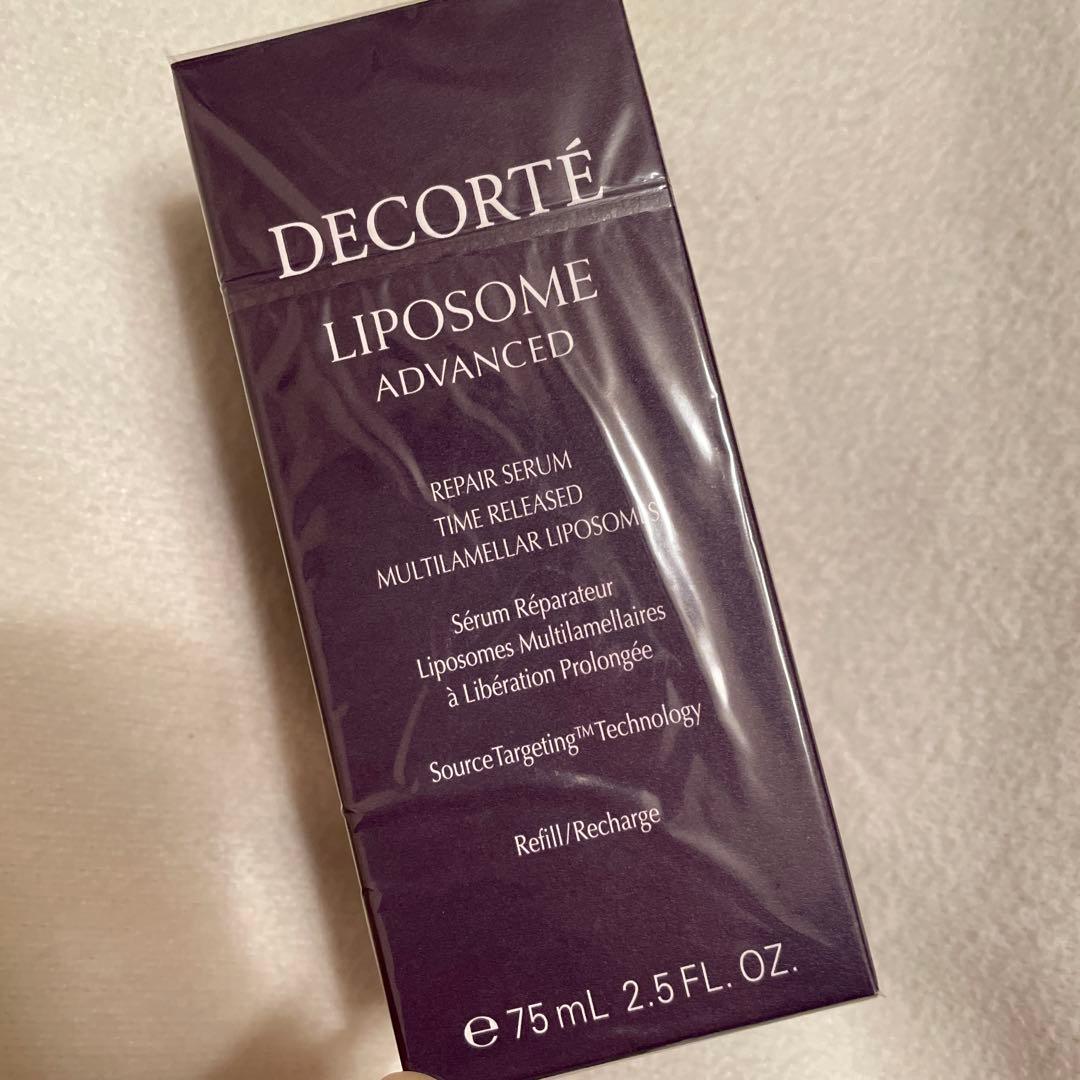 DECORTÉ
LIPOSOME
ADVANCED
REPAIR SERUM
TIME RELEASED
MULTILAMELLAR LIPOSOMES
Sérum Réparateur
Liposomes Multilamellaires
à Libération Prolongée
SourceTargeting™ Technology
Refill/Recharge
℮ 75 mL 2.5 FL. OZ.